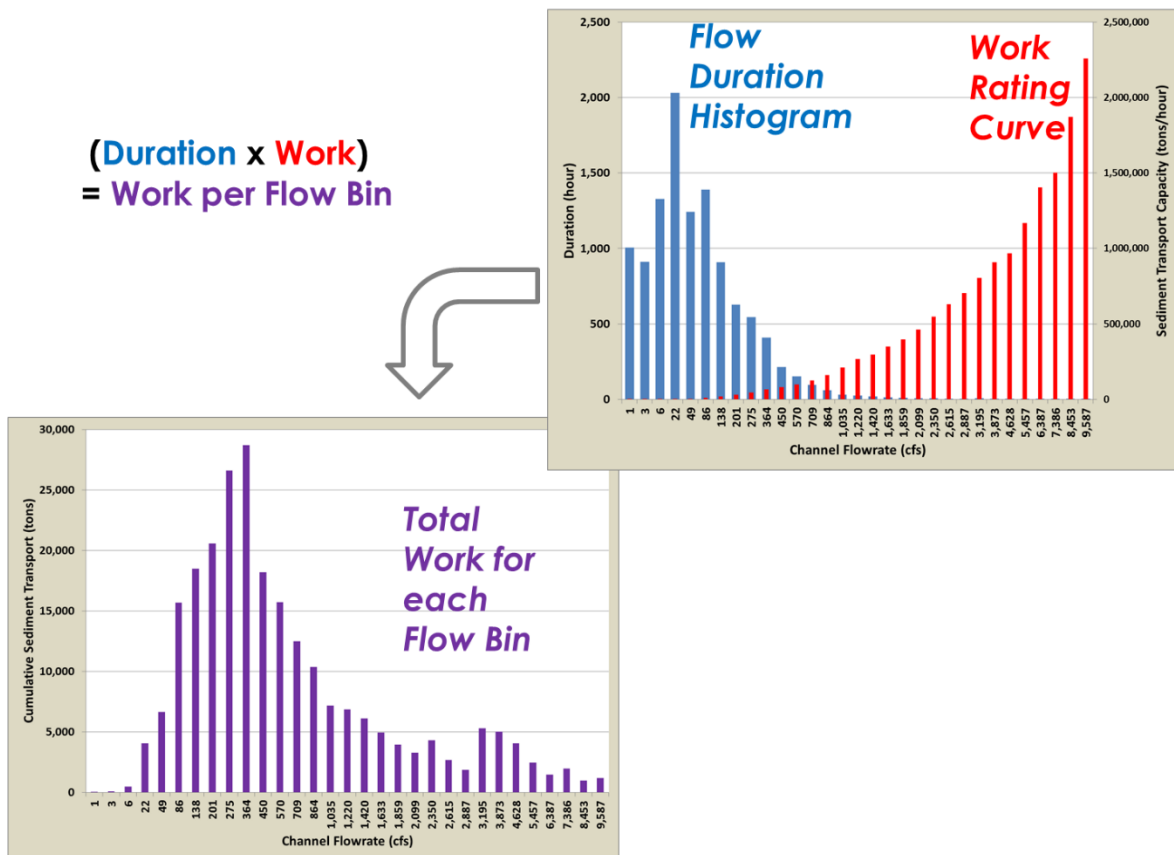 (Duration x Work)
= Work per Flow Bin
Flow
Duration
Histogram
Work
Rating
Curve
2,500
2,000
1,500
1,000
500
0
Duration (hour)
2,500,000
2,000,000
1,500,000
1,000,000
500,000
0
Sediment Transport Capacity (tons/hour)
1 3 6 22 49 86 138 201 275 364 450 570 709 864 1,035 1,220 1,420 1,633 1,859 2,099 2,350 2,615 2,887 3,195 3,873 4,628 5,457 6,387 7,386 8,453 9,587
Channel Flowrate (cfs)
Total
Work for
each
Flow Bin
30,000
25,000
20,000
15,000
10,000
5,000
0
Cumulative Sediment Transport (tons)
1 3 6 22 49 86 138 201 275 364 450 570 709 864 1,035 1,220 1,420 1,633 1,859 2,099 2,350 2,615 2,887 3,195 3,873 4,628 5,457 6,387 7,386 8,453 9,587
Channel Flowrate (cfs)